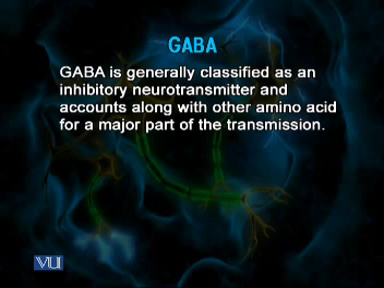 GABA
GABA is generally classified as an
inhibitory neurotransmitter and
accounts along with other amino acid
for a major part of the transmission.
VU